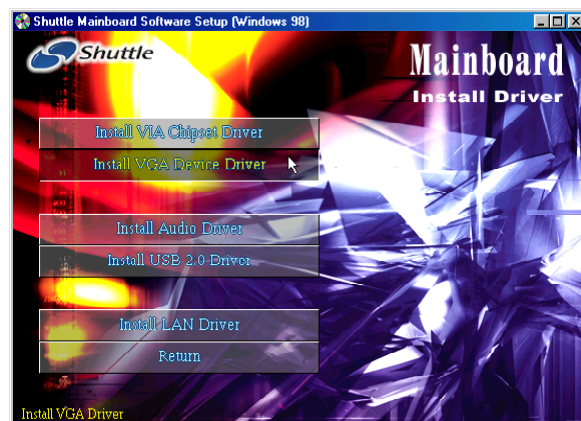 Shuttle Mainboard Software Setup (Windows 98)
Shuttle
Mainboard
Install Driver
Install VIA Chipset Driver
Install VGA Device Driver
Install Audio Driver
Install USB 2.0 Driver
Install LAN Driver
Return
Install VGA Driver